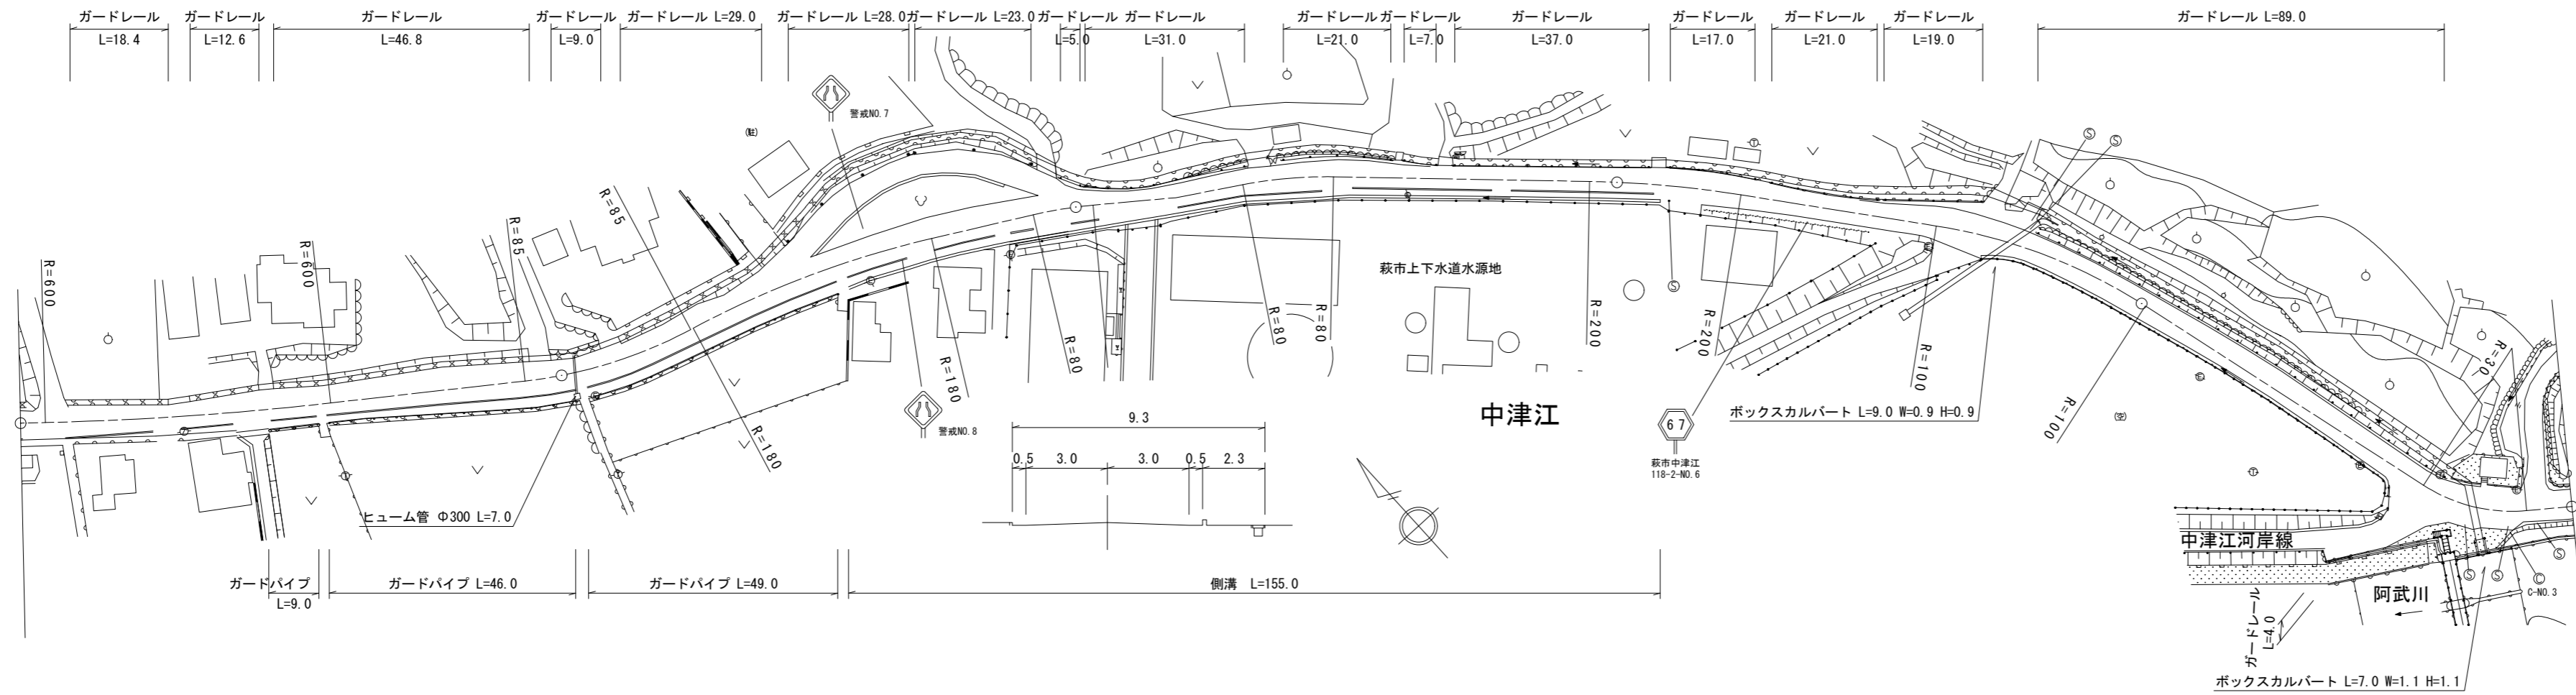 ガードレール
L=18.4
ガードレール
L=12.6
ガードレール
L=46.8
ガードレール
L=9.0
ガードレール L=29.0
ガードレール L=28.0
ガードレール L=23.0
ガードレール
L=5.0
ガードレール
L=31.0
ガードレール
L=21.0
ガードレール
L=7.0
ガードレール
L=37.0
ガードレール
L=17.0
ガードレール
L=21.0
ガードレール
L=19.0
ガードレール L=89.0
警戒NO.7
(駐)
R=600
R=600
R=85
R=85
R=180
R=180
R=80
R=80
R=80
R=200
R=200
R=100
R=100
R=30
萩市上下水道水源地
中津江
警戒NO.8
9.3
0.5
3.0
3.0
0.5
2.3
67
萩市中津江
118-2-NO.6
ボックスカルバート L=9.0 W=0.9 H=0.9
ヒューム管 Φ300 L=7.0
ガードパイプ
L=9.0
ガードパイプ L=46.0
ガードパイプ L=49.0
側溝 L=155.0
中津江河岸線
阿武川
C-NO.3
ガードレール
L=4.0
ボックスカルバート L=7.0 W=1.1 H=1.1
S
S
S
S
S
S
C